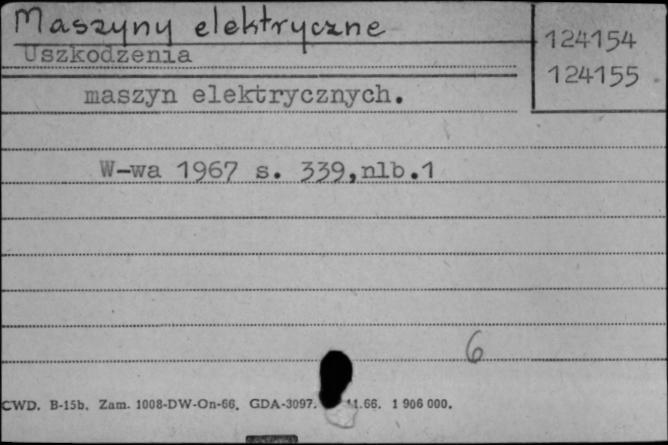 Maszyny elektryczne
124154
Uszkodzenia
124155
maszyn elektrycznych.
W-wa 1967 s. 339,nlb.1
6
CWD. B-15b. Zam. 1008-DW-On-66. GDA-3097. 11.66. 1 906 000.